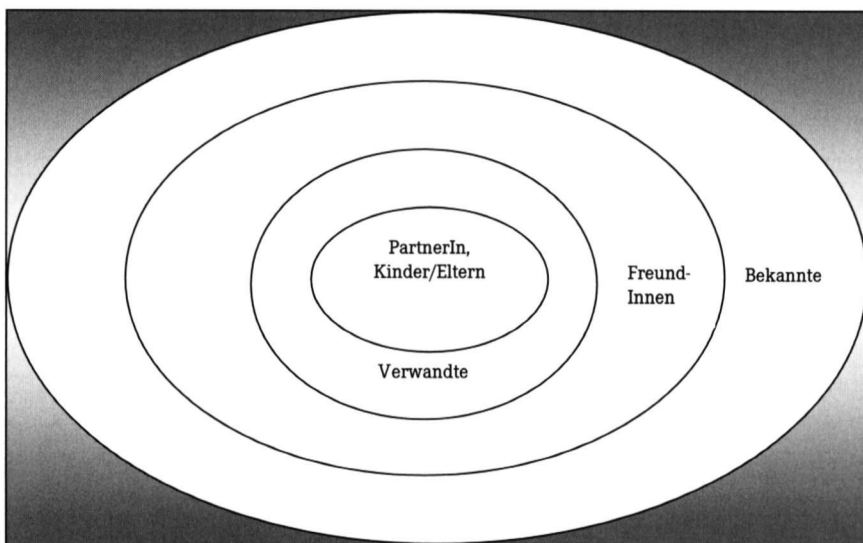 PartnerIn,
Kinder/Eltern
Freund-
Innen
Bekannte
Verwandte